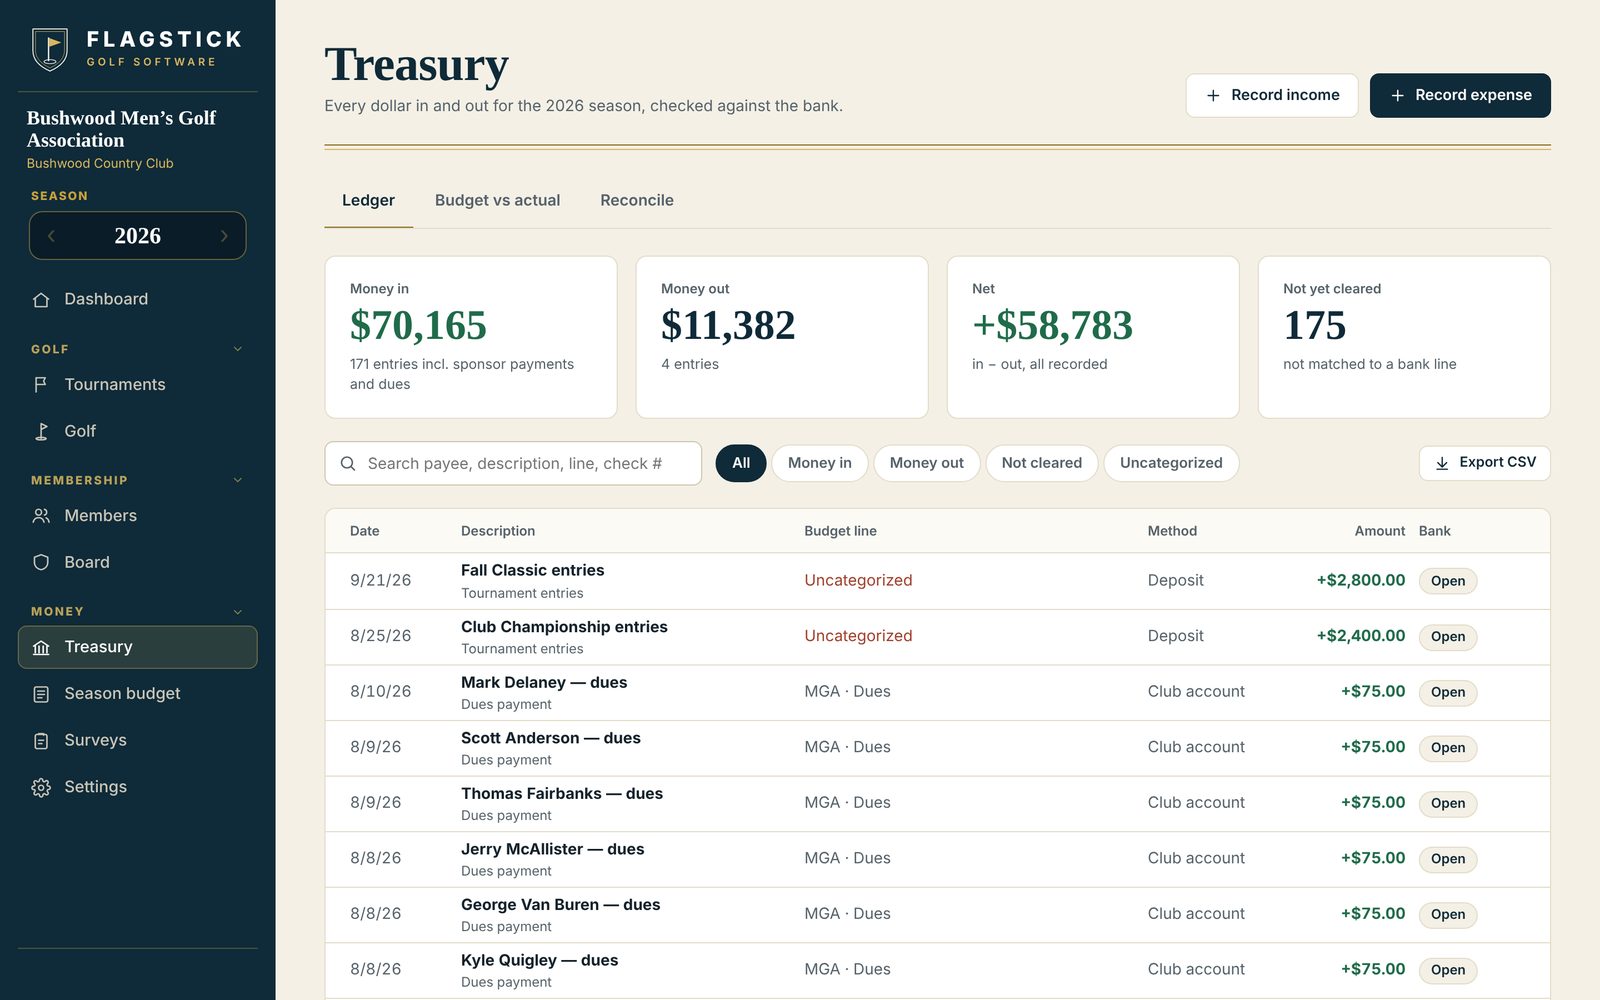 FLAGSTICK
GOLF SOFTWARE
Bushwood Men’s Golf
Association
Bushwood Country Club
SEASON
2026
Dashboard
GOLF
Tournaments
Golf
MEMBERSHIP
Members
Board
MONEY
Treasury
Season budget
Surveys
Settings
Treasury
Every dollar in and out for the 2026 season, checked against the bank.
+ Record income
+ Record expense
Ledger Budget vs actual Reconcile
Money in
$70,165
171 entries incl. sponsor payments
and dues
Money out
$11,382
4 entries
Net
+$58,783
in − out, all recorded
Not yet cleared
175
not matched to a bank line
Search payee, description, line, check #
All Money in Money out Not cleared Uncategorized
Export CSV
Date Description Budget line Method Amount Bank
9/21/26 Fall Classic entries Uncategorized Deposit +$2,800.00 Open
Tournament entries
8/25/26 Club Championship entries Uncategorized Deposit +$2,400.00 Open
Tournament entries
8/10/26 Mark Delaney — dues MGA · Dues Club account +$75.00 Open
Dues payment
8/9/26 Scott Anderson — dues MGA · Dues Club account +$75.00 Open
Dues payment
8/9/26 Thomas Fairbanks — dues MGA · Dues Club account +$75.00 Open
Dues payment
8/8/26 Jerry McAllister — dues MGA · Dues Club account +$75.00 Open
Dues payment
8/8/26 George Van Buren — dues MGA · Dues Club account +$75.00 Open
Dues payment
8/8/26 Kyle Quigley — dues MGA · Dues Club account +$75.00 Open
Dues payment